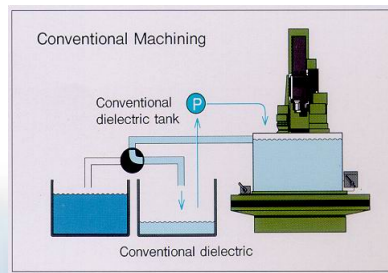 Conventional Machining
Conventional
dielectric tank
P
Conventional dielectric